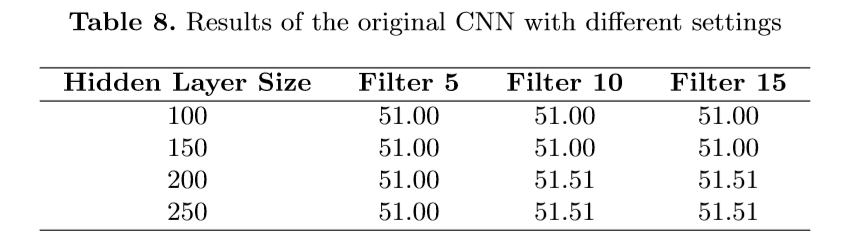 Table 8. Results of the original CNN with different settings
Hidden Layer Size Filter 5 Filter 10 Filter 15
100 51.00 51.00 51.00
150 51.00 51.00 51.00
200 51.00 51.51 51.51
250 51.00 51.51 51.51